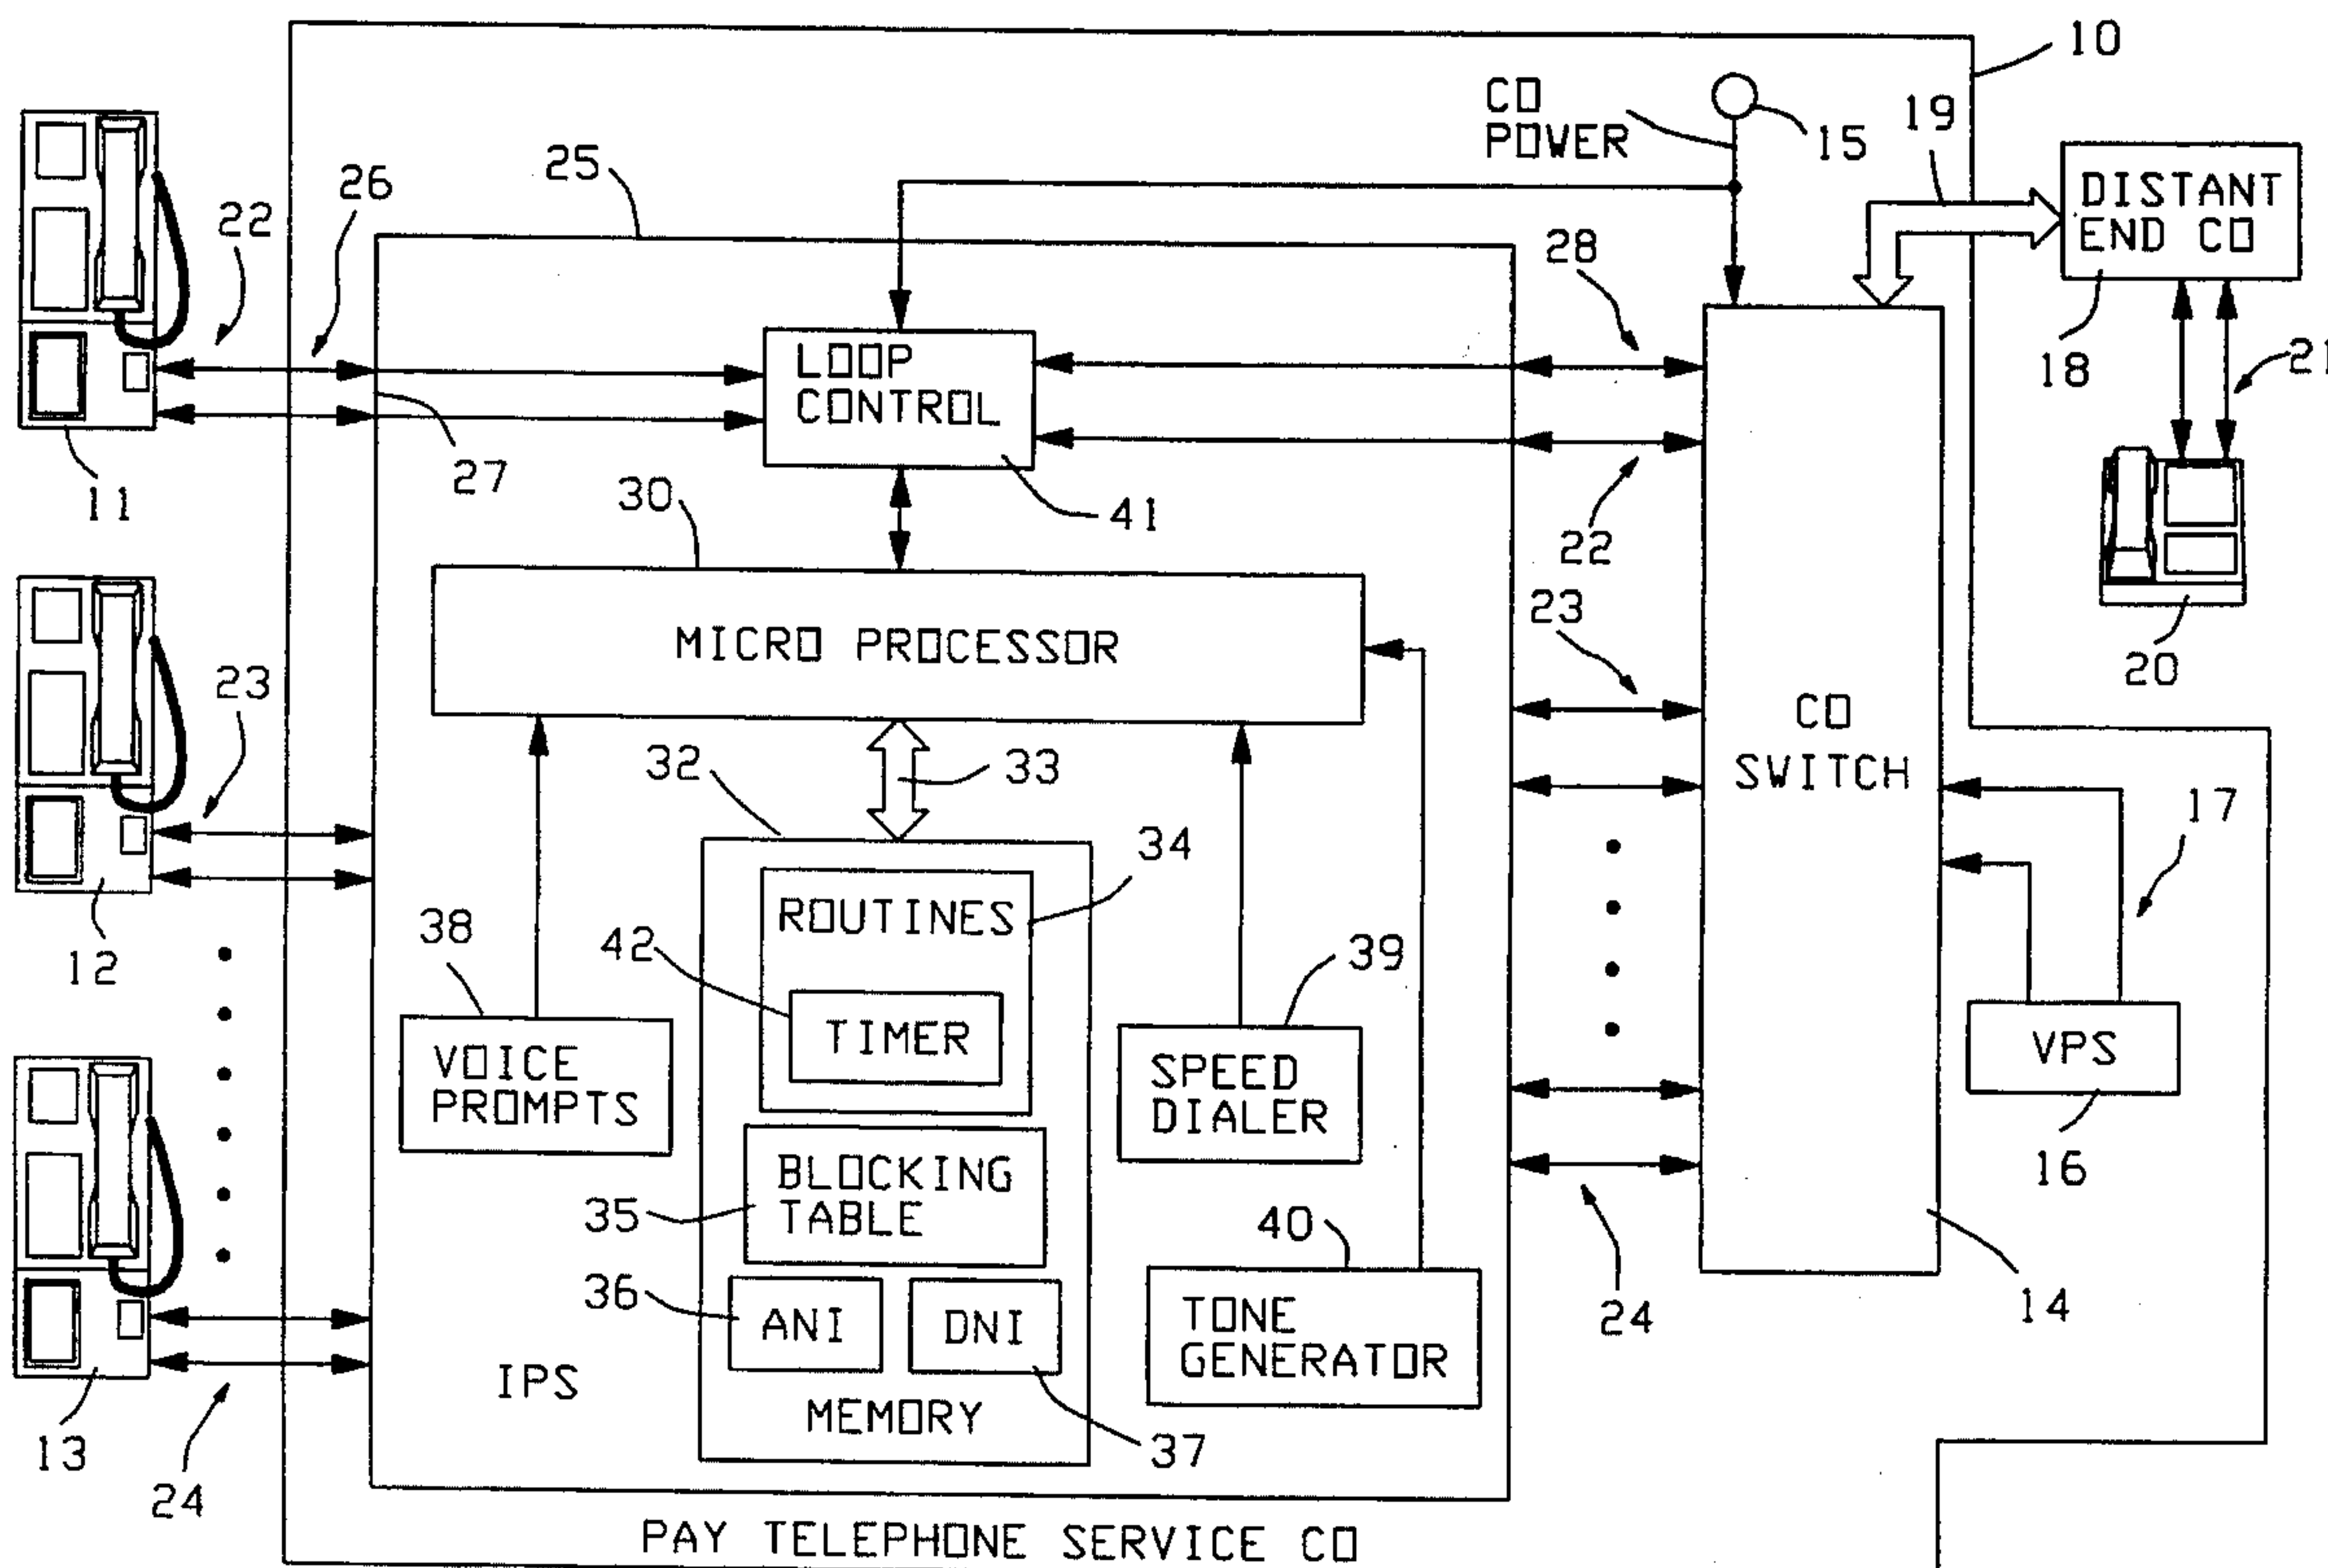 10
CO
POWER
15
19
25
26
22
DISTANT
END CO
28
18
21
LOOP
CONTROL
11
27
30
41
22
MICRO PROCESSOR
23
20
23
CO
SWITCH
32
33
17
34
ROUTINES
38
42
39
12
TIMER
VPS
VOICE
PROMPTS
SPEED
DIALER
16
BLOCKING
TABLE
35
40
36
ANI
DNI
TONE
GENERATOR
24
14
IPS
MEMORY
37
13
24
PAY TELEPHONE SERVICE CO